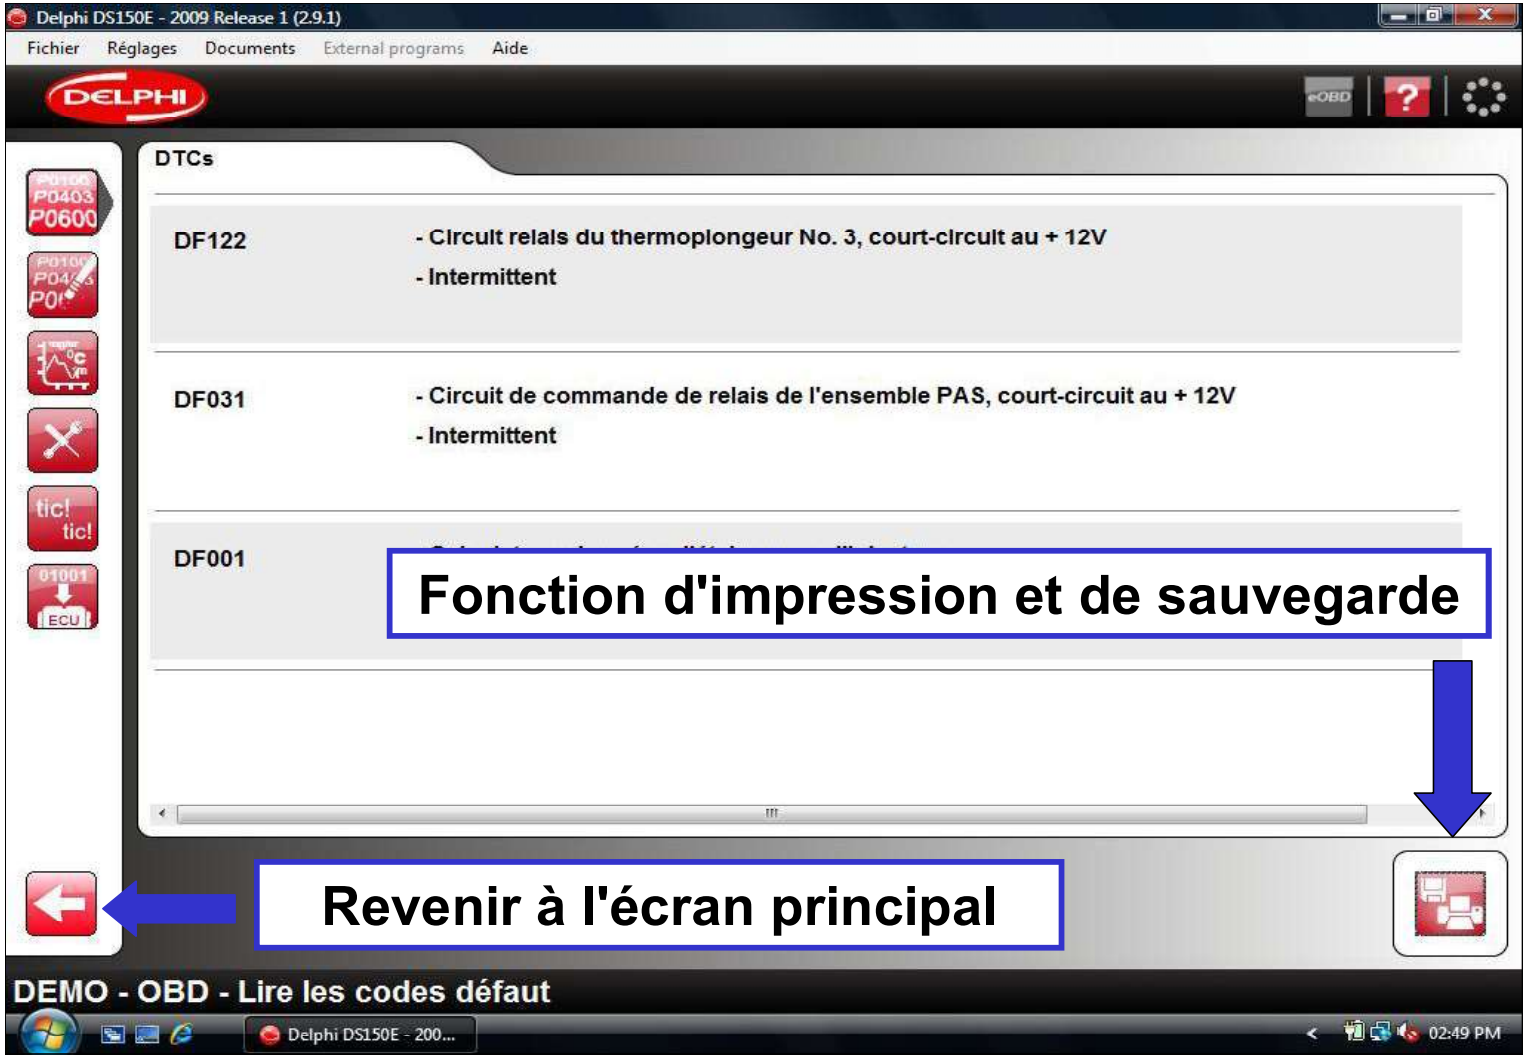 Delphi DS150E - 2009 Release 1 (2.9.1)
Fichier Réglages Documents External programs Aide
DELPHI
eOBD ?
DTCs
P0100
P0403
P0600
DF122 - Circuit relais du thermoplongeur No. 3, court-circuit au + 12V
- Intermittent
P0100
DF031 - Circuit de commande de relais de l'ensemble PAS, court-circuit au + 12V
- Intermittent
tic!
tic!
DF001
01001
ECU
Fonction d'impression et de sauvegarde
Revenir à l'écran principal
DEMO - OBD - Lire les codes défaut
Delphi DS150E - 200...
02:49 PM